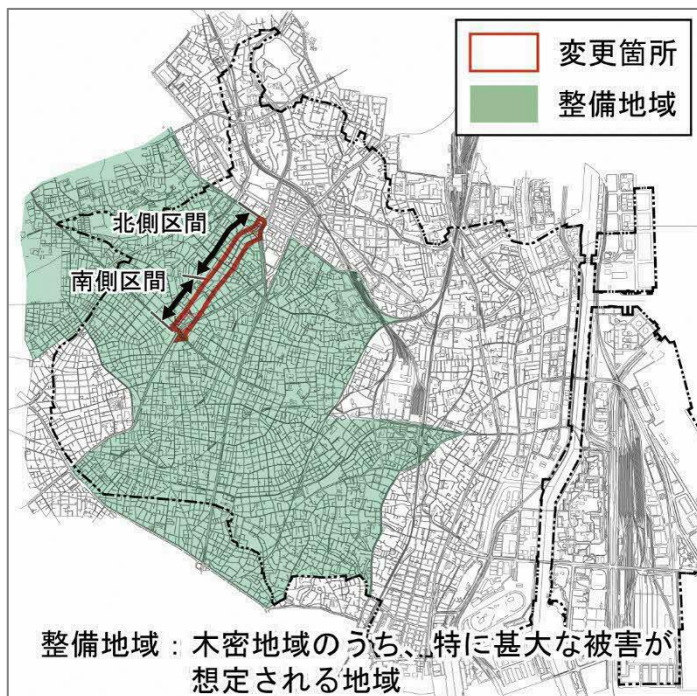 変更箇所
整備地域
北側区間
南側区間
整備地域：木密地域のうち、特に甚大な被害が
想定される地域